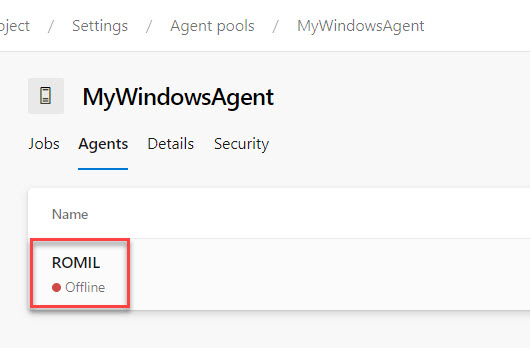 oject / Settings / Agent pools / MyWindowsAgent
MyWindowsAgent
Jobs Agents Details Security
Name
ROMIL
Offline